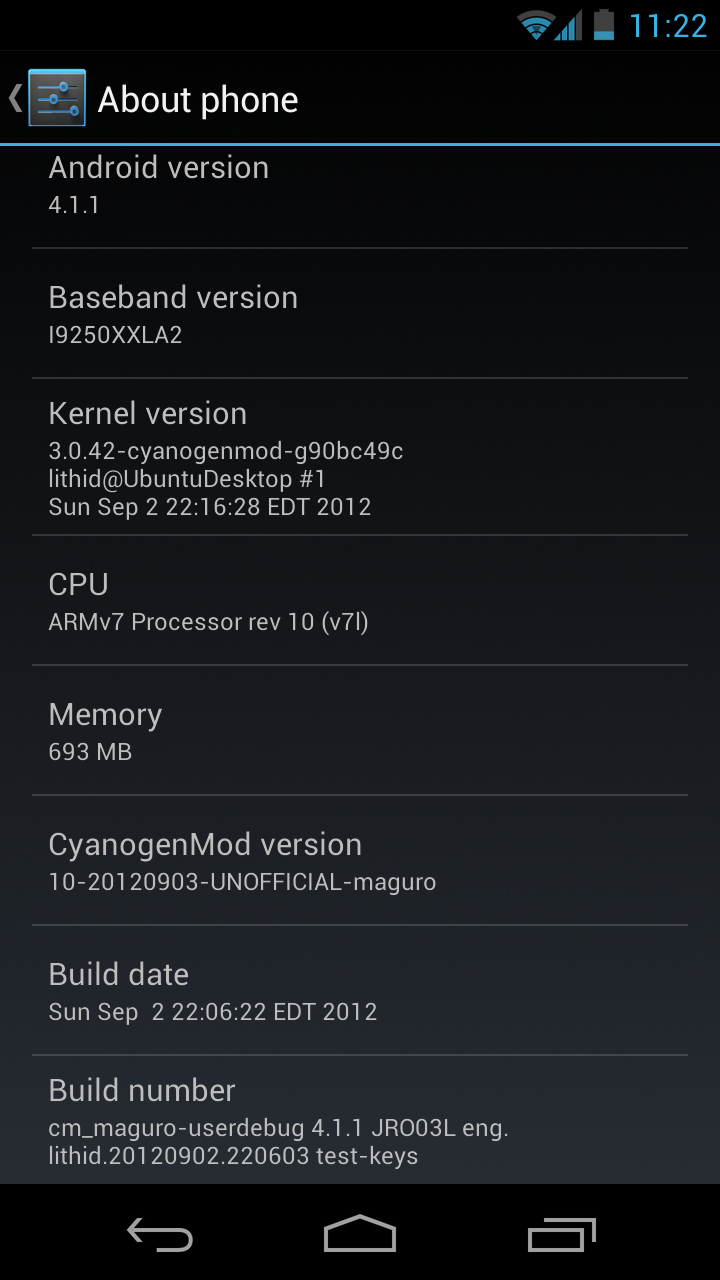 11:22
About phone
Android version
4.1.1
Baseband version
I9250XXLA2
Kernel version
3.0.42-cyanogenmod-g90bc49c
lithid@UbuntuDesktop #1
Sun Sep 2 22:16:28 EDT 2012
CPU
ARMv7 Processor rev 10 (v7l)
Memory
693 MB
CyanogenMod version
10-20120903-UNOFFICIAL-maguro
Build date
Sun Sep  2 22:06:22 EDT 2012
Build number
cm_maguro-userdebug 4.1.1 JRO03L eng.
lithid.20120902.220603 test-keys